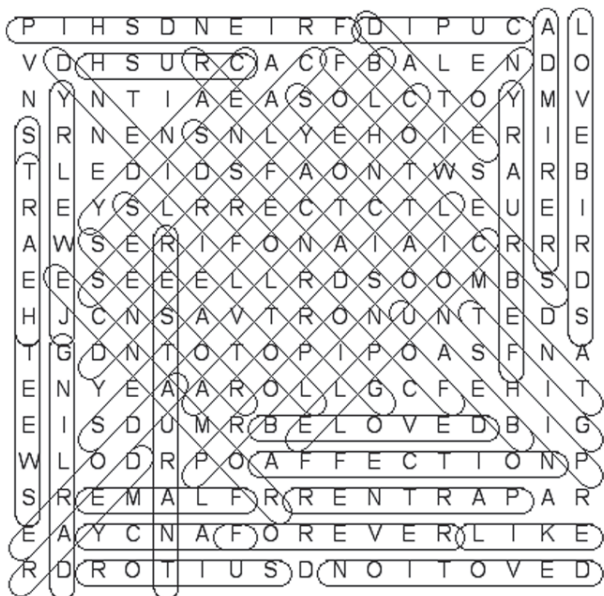 P I H S D N E I R F D I P U C A L
V D H S U R C A C F B A L E N D O
N Y N T I A E A S O L C T O Y M V
S R N E N S N L Y E H O I E R I E
T L E D I D S F A O N T W S A R B
R E Y S L R R E C T C T L E U E I
A W S E R I F O N A I A I C R R R
E E S E E E L L R D S O O M B S D
H J C N S A V T R O N U N T E D S
T G D N T O T O P I P O A S F N A
E N Y E A A R O L L G C F E H I T
E I S D U M R B E L O V E D B I G
W L O D R P O A F F E C T I O N P
S R E M A L F R R E N T R A P A R
E A Y C N A F O R E V E R L I K E
R D R O T I U S D N O I T O V E D